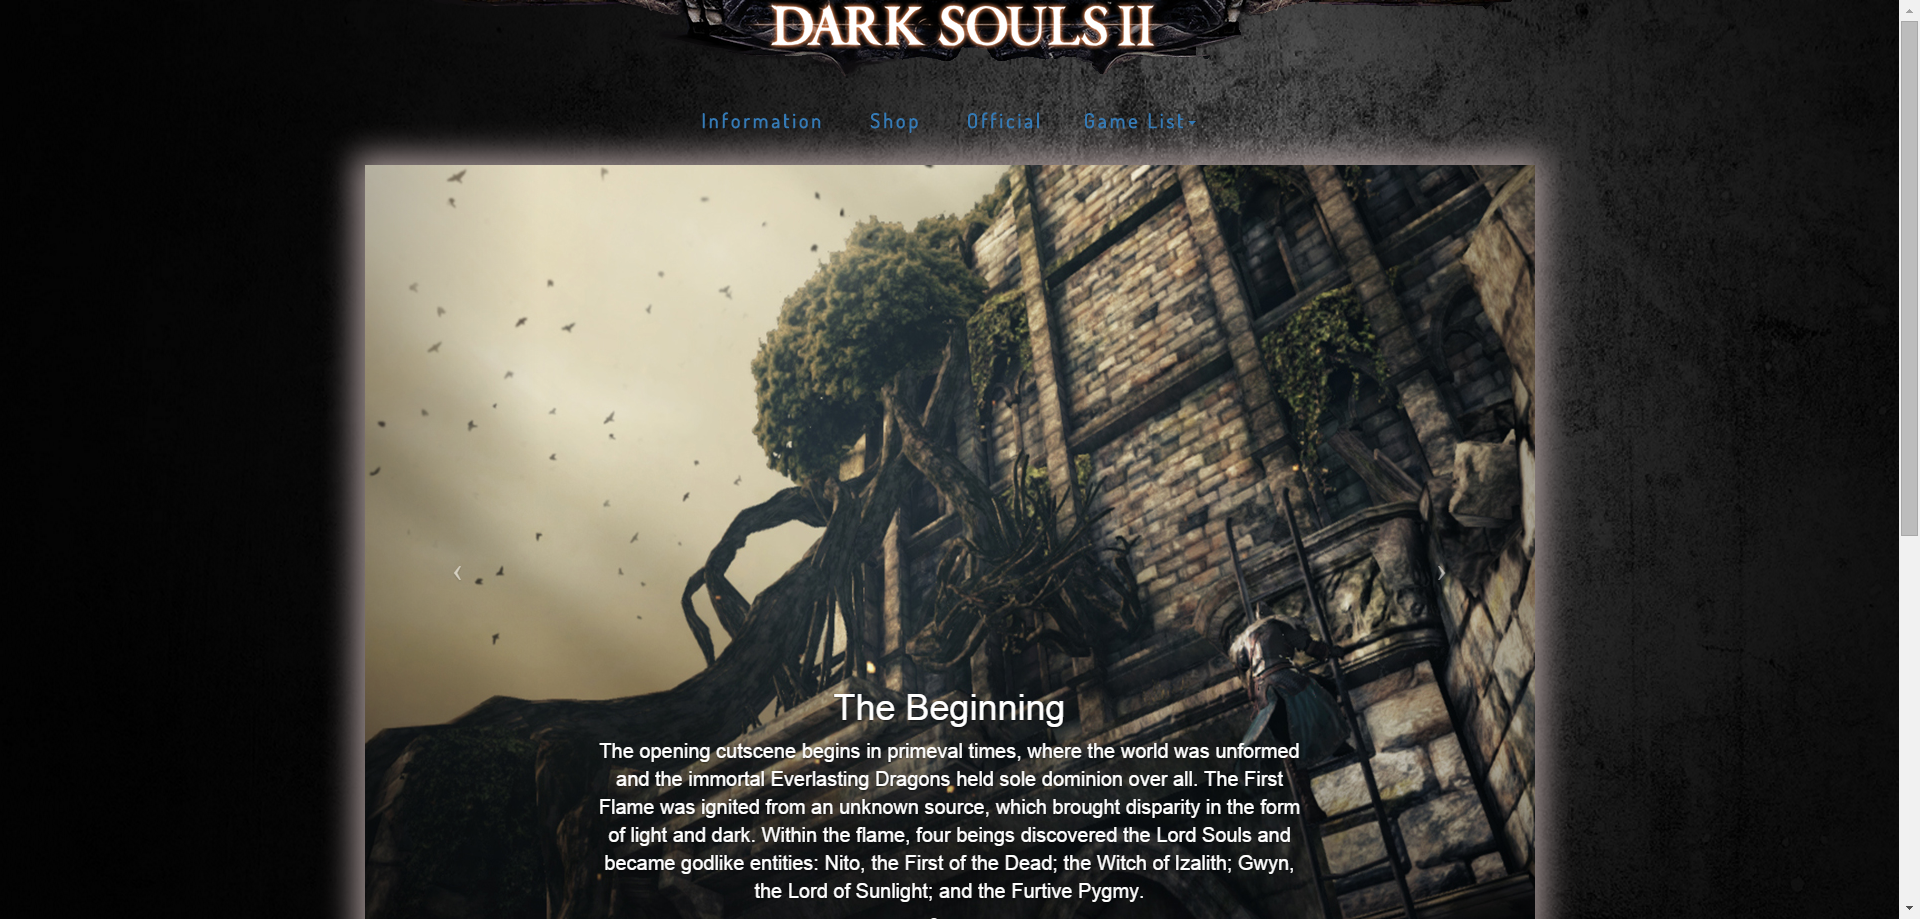 DARK SOULS II
Information Shop Official Game List
The Beginning
The opening cutscene begins in primeval times, where the world was unformed
and the immortal Everlasting Dragons held sole dominion over all. The First
Flame was ignited from an unknown source, which brought disparity in the form
of light and dark. Within the flame, four beings discovered the Lord Souls and
became godlike entities: Nito, the First of the Dead; the Witch of Izalith; Gwyn,
the Lord of Sunlight; and the Furtive Pygmy.